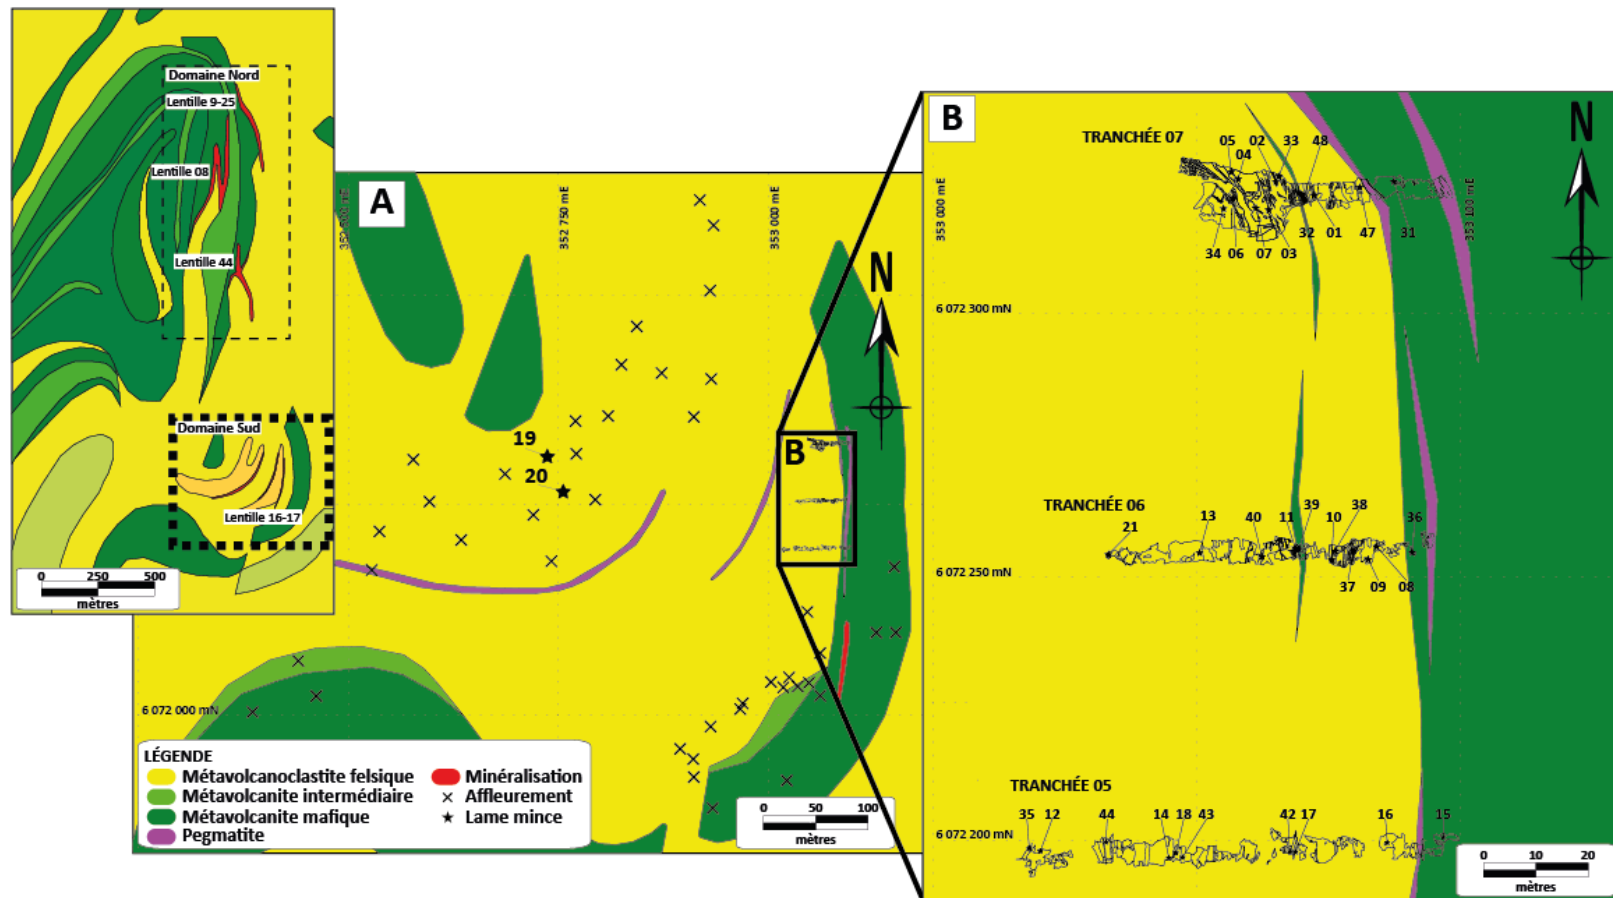 Domaine Nord
Lentille 9-25
Lentille 08
Lentille 44
Domaine Sud
Lentille 16-17
0 250 500
mètres
A
352 500 mE
352 750 mE
353 000 mE
N
19
20
B
6 072 000 mN
LÉGENDE
Métavolcanoclastite felsique
Métavolcanite intermédiaire
Métavolcanite mafique
Pegmatite
Minéralisation
Affleurement
Lame mince
0 50 100
mètres
B
N
353 000 mE
353 100 mE
TRANCHÉE 07
05 02 33 48
04
32 01 47 31
34 06 07 03
6 072 300 mN
TRANCHÉE 06
21 13 40 11 39 10 38 36
37 09 08
6 072 250 mN
TRANCHÉE 05
35 12 44 14 18 43 42 17 16 15
6 072 200 mN
0 10 20
mètres